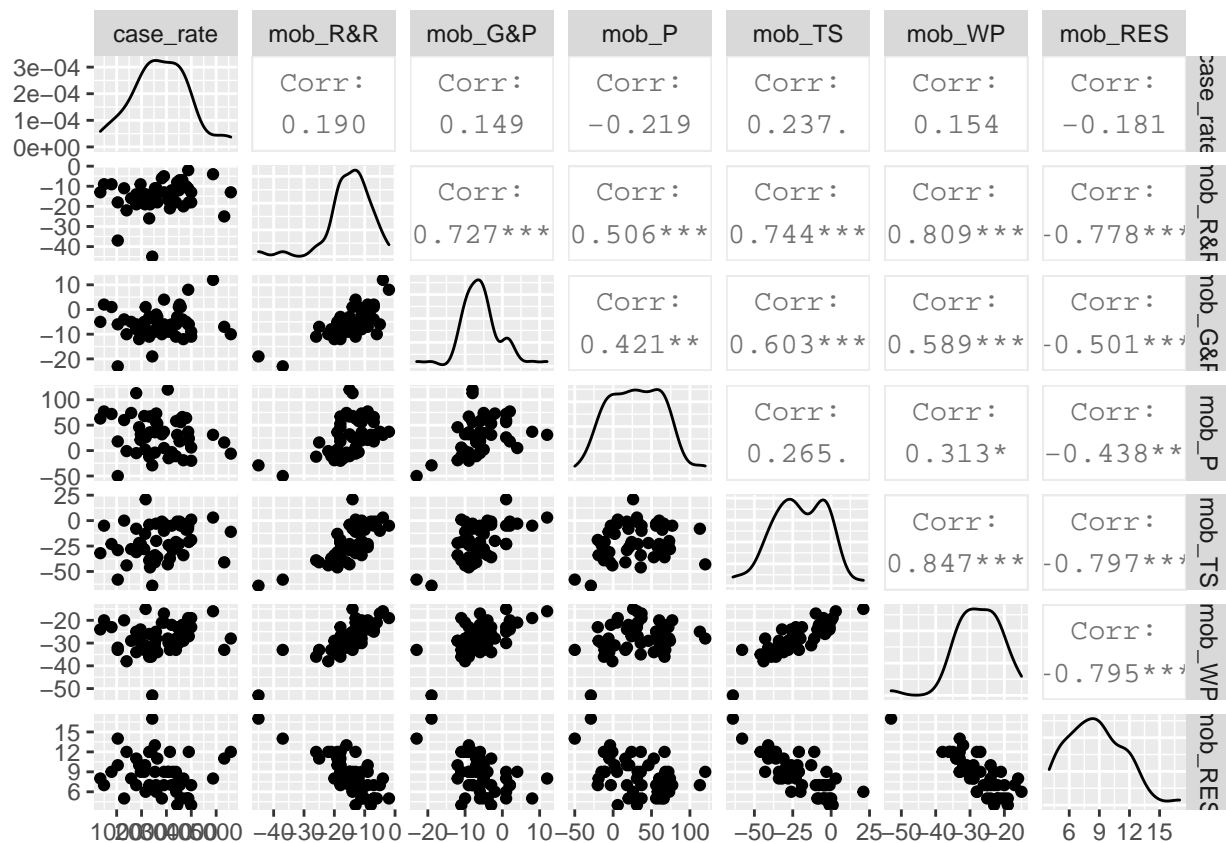 case_rate mob_R&R mob_G&P mob_P mob_TS mob_WP mob_RES
3e−04
2e−04
1e−04
0e+00
Corr: Corr: Corr: Corr: Corr: Corr:
0.190 0.149 −0.219 0.237. 0.154 −0.181
case_rate
0
−10
−20
−30
−40
Corr: Corr: Corr: Corr: Corr:
0.727*** 0.506*** 0.744*** 0.809*** −0.778***
mob_R&R
10
0
−10
−20
Corr: Corr: Corr: Corr:
0.421** 0.603*** 0.589*** −0.501***
mob_G&P
100
50
0
−50
Corr: Corr: Corr:
0.265. 0.313* −0.438**
mob_P
25
0
−25
−50
Corr: Corr:
0.847*** −0.797***
mob_TS
−20
−30
−40
−50
Corr:
−0.795***
mob_WP
15
12
9
6
mob_RES
−40 −30 −20 −10 0 −20 −10 0 10 −50 0 50 100 −50 −25 0 25 −50 −40 −30 −20 6 9 12 15